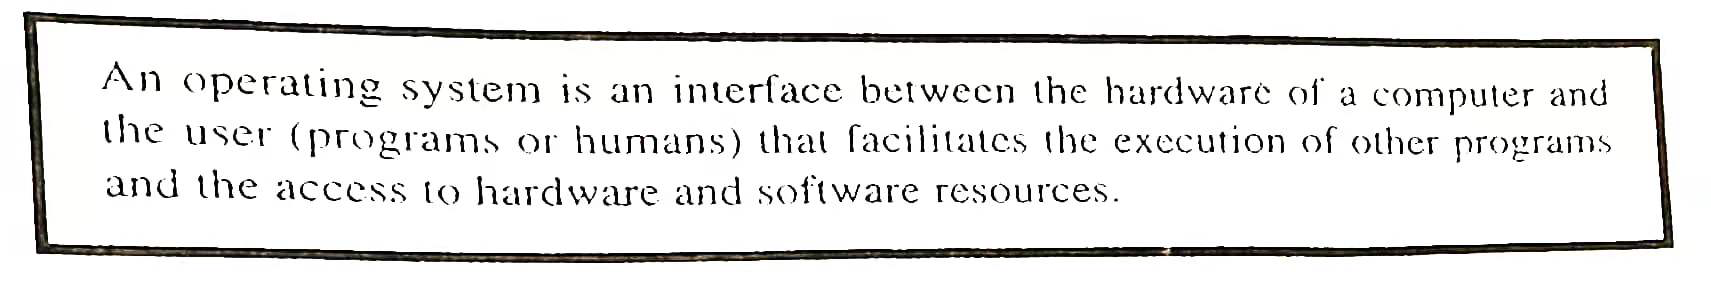 An operating system is an interface between the hardware of a computer and
the user (programs or humans) that facilitates the execution of other programs
and the access to hardware and software resources.